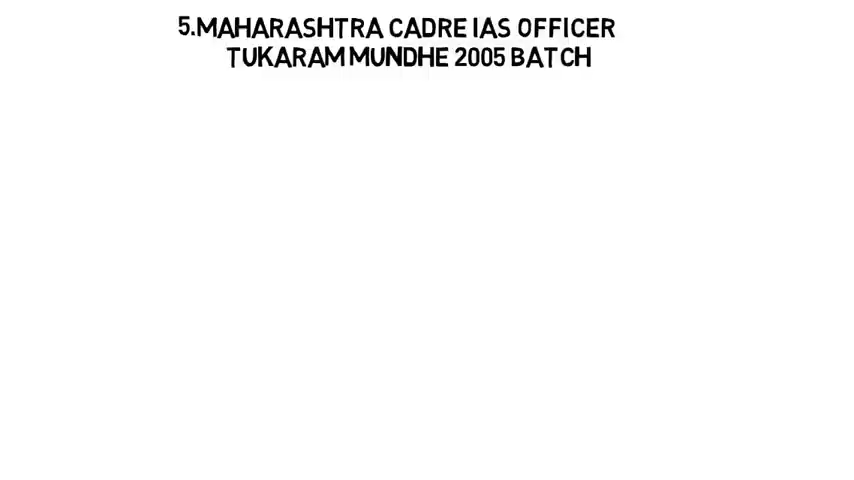 5.MAHARASHTRA CADRE IAS OFFICER
TUKARAM MUNDHE 2005 BATCH